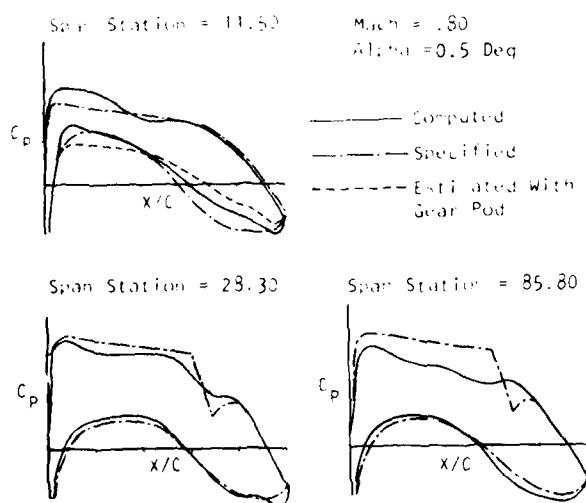 Span Station = 11.60
Mach = .80
Alpha =0.5 Deg
Cp
X/C
Computed
Specified
Estimated With
Gear Pod
Span Station = 28.30
Span Station = 85.80
Cp
X/C
Cp
X/C